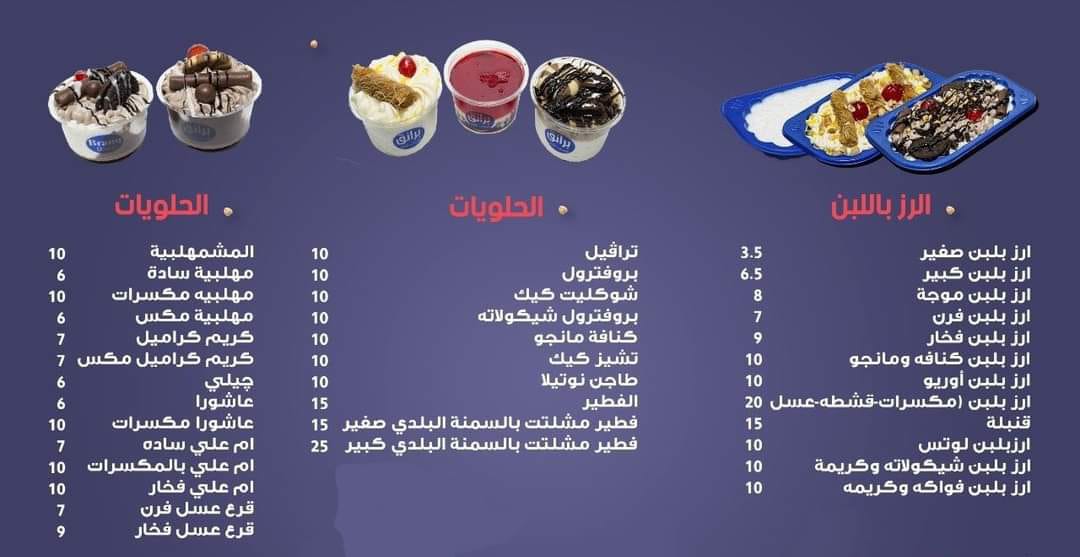 الرز باللبن
ارز بلبن صغير 3.5
ارز بلبن كبير 6.5
ارز بلبن موجة 8
ارز بلبن فرن 7
ارز بلبن فخار 9
ارز بلبن كنافه ومانجو 10
ارز بلبن أوريو 10
ارز بلبن (مكسرات-قشطه-عسل 20
قنبلة 15
ارزبلبن لوتس 10
ارز بلبن شيكولاته وكريمة 10
ارز بلبن فواكه وكريمه 10
برانق
برانق
الحلويات
ترافيل 10
بروفترول 10
شوكليت كيك 10
بروفترول شيكولاته 10
كنافة مانجو 10
تشيز كيك 10
طاجن نوتيلا 10
الفطير 15
فطير مشلتت بالسمنة البلدي صغير 15
فطير مشلتت بالسمنة البلدي كبير 25
الحلويات
المشمهلبية 10
مهلبية سادة 6
مهلبيه مكسرات 10
مهلبية مكس 6
كريم كراميل 7
كريم كراميل مكس 7
چيلي 6
عاشورا 6
عاشورا مكسرات 10
ام علي ساده 7
ام علي بالمكسرات 10
ام علي فخار 10
قرع عسل فرن 7
قرع عسل فخار 9